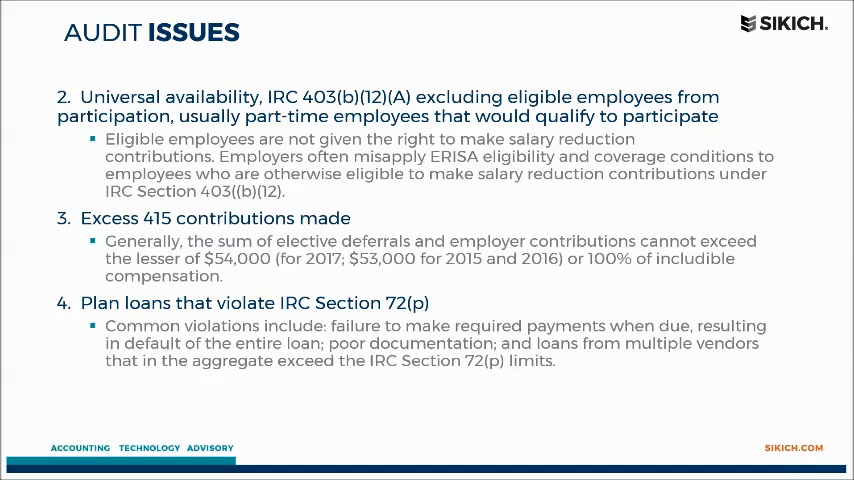 AUDIT ISSUES
SIKICH.
2. Universal availability, IRC 403(b)(12)(A) excluding eligible employees from
participation, usually part-time employees that would qualify to participate
Eligible employees are not given the right to make salary reduction
contributions. Employers often misapply ERISA eligibility and coverage conditions to
employees who are otherwise eligible to make salary reduction contributions under
IRC Section 403((b)(12).
3. Excess 415 contributions made
Generally, the sum of elective deferrals and employer contributions cannot exceed
the lesser of $54,000 (for 2017; $53,000 for 2015 and 2016) or 100% of includible
compensation.
4. Plan loans that violate IRC Section 72(p)
Common violations include: failure to make required payments when due, resulting
in default of the entire loan; poor documentation; and loans from multiple vendors
that in the aggregate exceed the IRC Section 72(p) limits.
ACCOUNTING TECHNOLOGY ADVISORY
SIKICH.COM